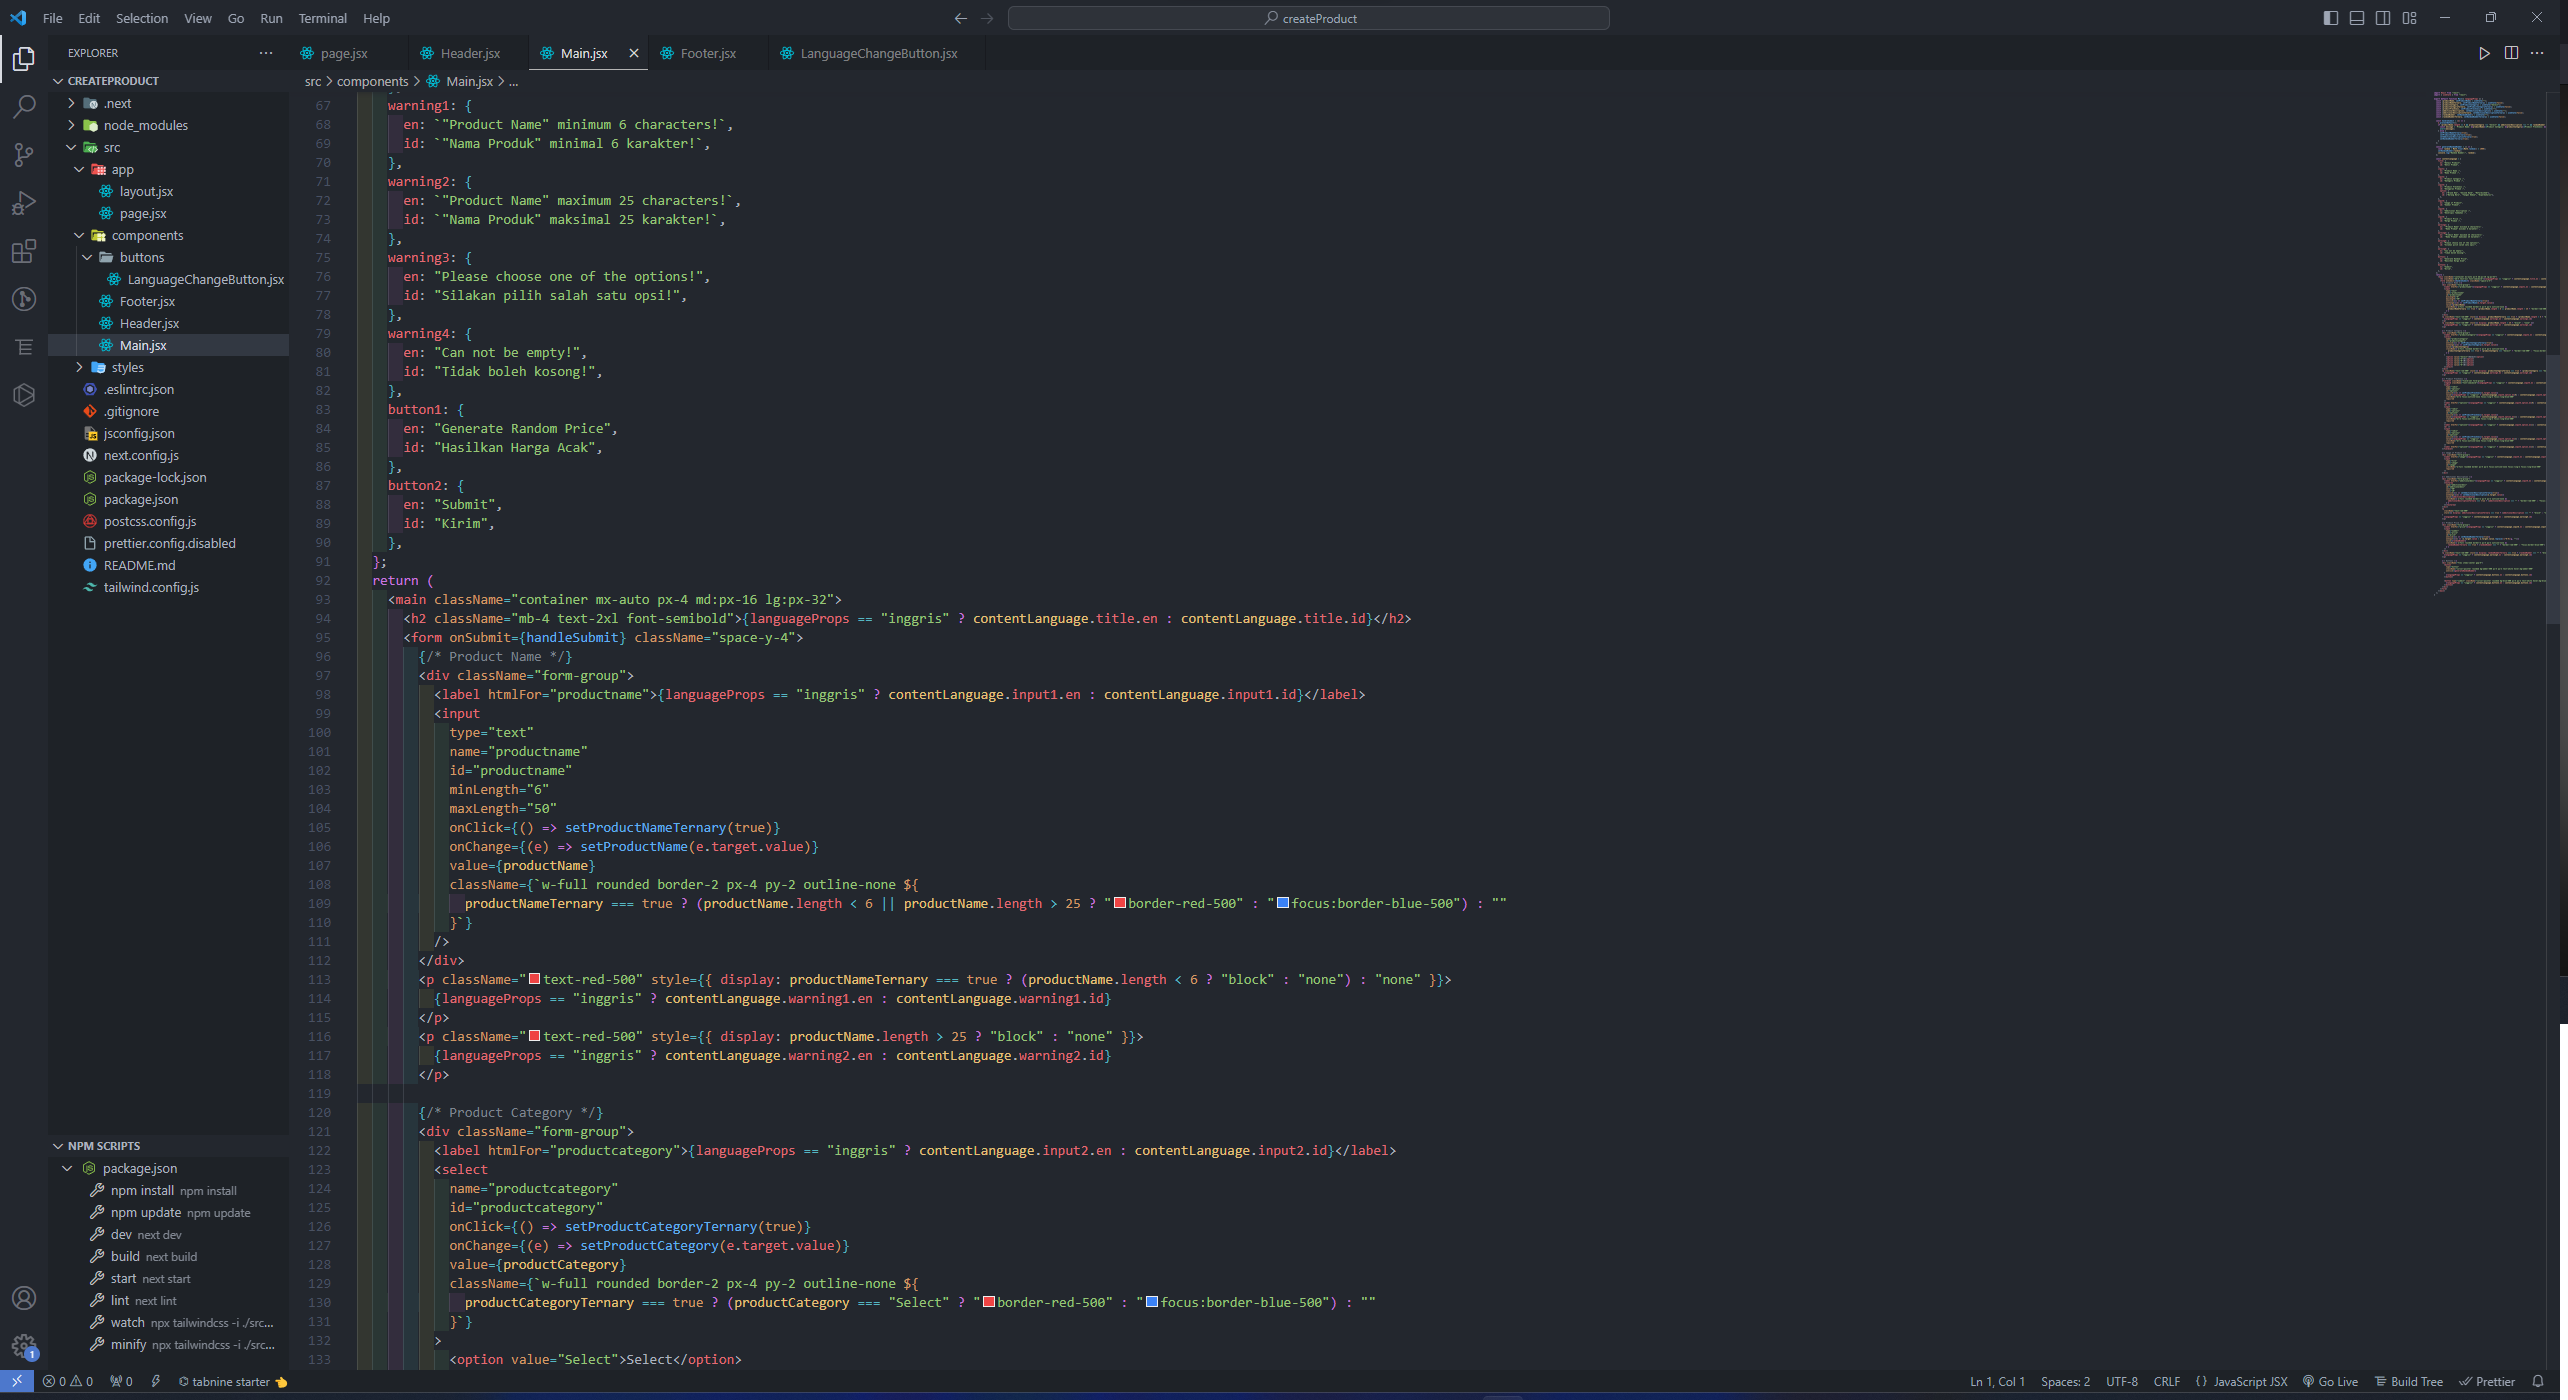 File Edit Selection View Go Run Terminal Help
createProduct
EXPLORER
page.jsx Header.jsx Main.jsx Footer.jsx LanguageChangeButton.jsx
src > components > Main.jsx > ...
CREATEPRODUCT
.next
node_modules
src
app
layout.jsx
page.jsx
components
buttons
LanguageChangeButton.jsx
Footer.jsx
Header.jsx
Main.jsx
styles
.eslintrc.json
.gitignore
jsconfig.json
next.config.js
package-lock.json
package.json
postcss.config.js
prettier.config.disabled
README.md
tailwind.config.js
NPM SCRIPTS
package.json
npm install npm install
npm update npm update
dev next dev
build next build
start next start
lint next lint
watch npx tailwindcss -i ./src...
minify npx tailwindcss -i ./src...
67 warning1: {
68 en: `"Product Name" minimum 6 characters!`,
69 id: `"Nama Produk" minimal 6 karakter!`,
70 },
71 warning2: {
72 en: `"Product Name" maximum 25 characters!`,
73 id: `"Nama Produk" maksimal 25 karakter!`,
74 },
75 warning3: {
76 en: "Please choose one of the options!",
77 id: "Silakan pilih salah satu opsi!",
78 },
79 warning4: {
80 en: "Can not be empty!",
81 id: "Tidak boleh kosong!",
82 },
83 button1: {
84 en: "Generate Random Price",
85 id: "Hasilkan Harga Acak",
86 },
87 button2: {
88 en: "Submit",
89 id: "Kirim",
90 },
91 };
92 return (
93 <main className="container mx-auto px-4 md:px-16 lg:px-32">
94 <h2 className="mb-4 text-2xl font-semibold">{languageProps == "inggris" ? contentLanguage.title.en : contentLanguage.title.id}</h2>
95 <form onSubmit={handleSubmit} className="space-y-4">
96 {/* Product Name */}
97 <div className="form-group">
98 <label htmlFor="productname">{languageProps == "inggris" ? contentLanguage.input1.en : contentLanguage.input1.id}</label>
99 <input
100 type="text"
101 name="productname"
102 id="productname"
103 minLength="6"
104 maxLength="50"
105 onClick={() => setProductNameTernary(true)}
106 onChange={(e) => setProductName(e.target.value)}
107 value={productName}
108 className={`w-full rounded border-2 px-4 py-2 outline-none ${
109 productNameTernary === true ? (productName.length < 6 || productName.length > 25 ? "border-red-500" : "focus:border-blue-500") : ""
110 }`}
111 />
112 </div>
113 <p className="text-red-500" style={{ display: productNameTernary === true ? (productName.length < 6 ? "block" : "none") : "none" }}>
114 {languageProps == "inggris" ? contentLanguage.warning1.en : contentLanguage.warning1.id}
115 </p>
116 <p className="text-red-500" style={{ display: productName.length > 25 ? "block" : "none" }}>
117 {languageProps == "inggris" ? contentLanguage.warning2.en : contentLanguage.warning2.id}
118 </p>
119
120 {/* Product Category */}
121 <div className="form-group">
122 <label htmlFor="productcategory">{languageProps == "inggris" ? contentLanguage.input2.en : contentLanguage.input2.id}</label>
123 <select
124 name="productcategory"
125 id="productcategory"
126 onClick={() => setProductCategoryTernary(true)}
127 onChange={(e) => setProductCategory(e.target.value)}
128 value={productCategory}
129 className={`w-full rounded border-2 px-4 py-2 outline-none ${
130 productCategoryTernary === true ? (productCategory === "Select" ? "border-red-500" : "focus:border-blue-500") : ""
131 }`}
132 >
133 <option value="Select">Select</option>
1
0 0 0 tabnine starter
Ln 1, Col 1 Spaces: 2 UTF-8 CRLF {} JavaScript JSX Go Live Build Tree Prettier